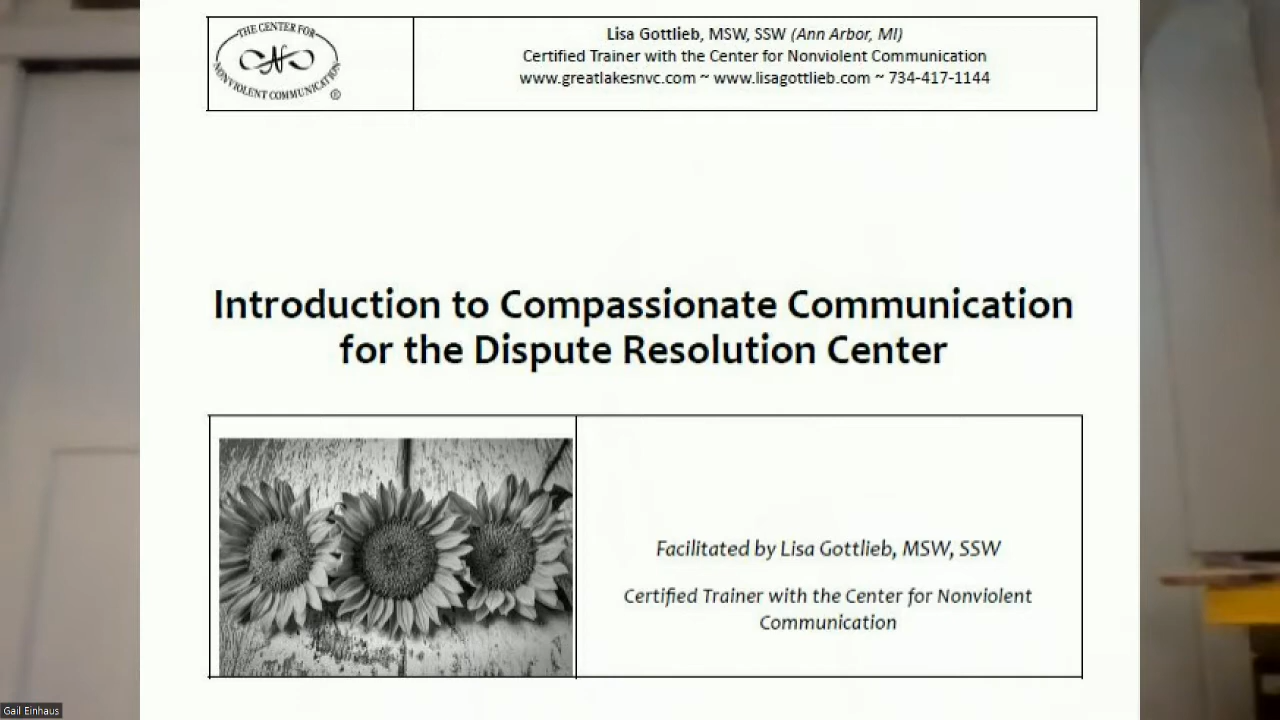 THE CENTER FOR
NONVIOLENT COMMUNICATION
®
Lisa Gottlieb, MSW, SSW (Ann Arbor, MI)
Certified Trainer with the Center for Nonviolent Communication
www.greatlakesnvc.com ~ www.lisagottlieb.com ~ 734-417-1144
Introduction to Compassionate Communication
for the Dispute Resolution Center
Facilitated by Lisa Gottlieb, MSW, SSW
Certified Trainer with the Center for Nonviolent
Communication
Gail Einhaus